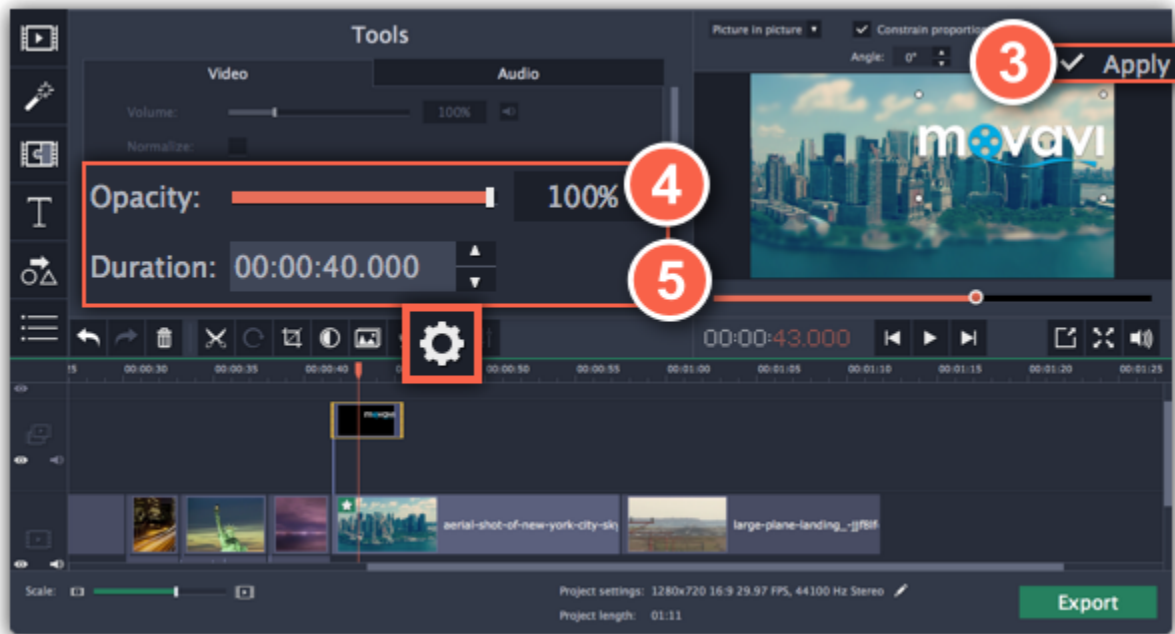 Tools
Picture in picture
Constrain proportion
Angle: 0°
3
Apply
Video
Audio
Volume: 100%
Normalize:
movavi
Opacity: 100%
4
Duration: 00:00:40.000
5
00:00:43.000
25 00:00:30 00:00:35 00:00:40 00:00:50 00:00:55 00:01:00 00:01:05 00:01:10 00:01:15 00:01:20 00:01:25
movavi
aerial-shot-of-new-york-city-sky
large-plane-landing_-
Scale:
Project settings: 1280x720 16:9 29.97 FPS, 44100 Hz Stereo
Project length: 01:11
Export